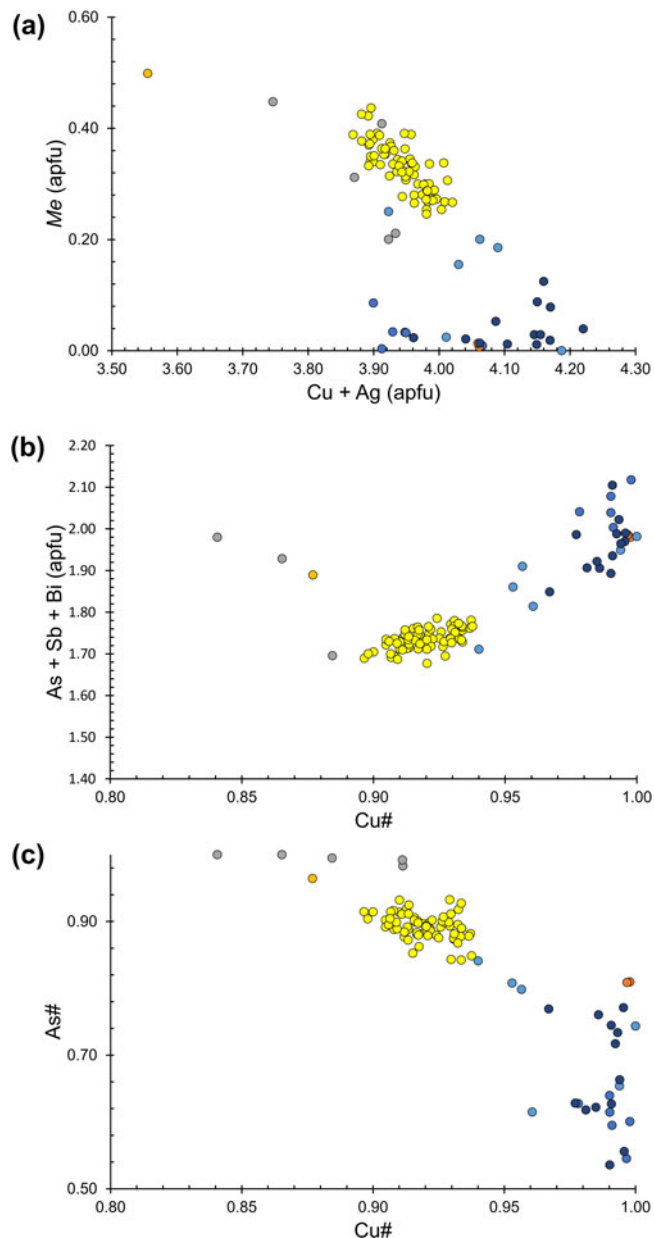 (a)
0.60
0.40
0.20
0.00
Me (apfu)
3.50 3.60 3.70 3.80 3.90 4.00 4.10 4.20 4.30
Cu + Ag (apfu)
(b)
2.20
2.10
2.00
1.90
1.80
1.70
1.60
1.50
1.40
As + Sb + Bi (apfu)
0.80 0.85 0.90 0.95 1.00
Cu#
(c)
0.90
0.70
0.50
As#
0.80 0.85 0.90 0.95 1.00
Cu#